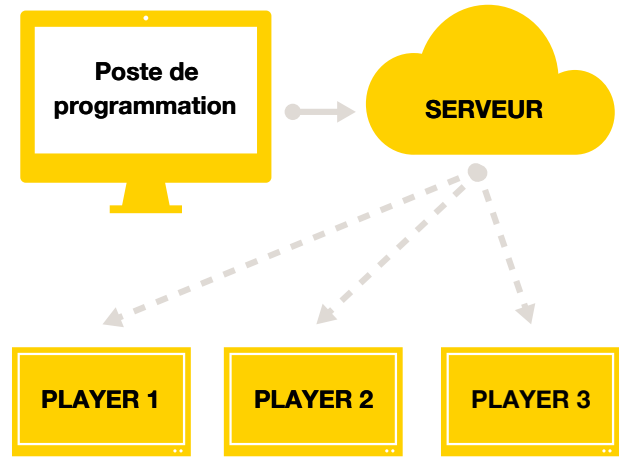 Poste de
programmation
SERVEUR
PLAYER 1
PLAYER 2
PLAYER 3